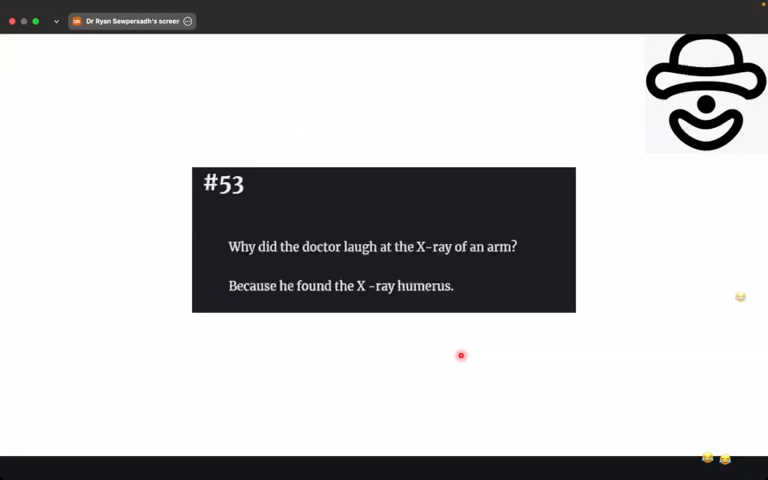 Dr Ryan Sewpersadh's screen
#53
Why did the doctor laugh at the X-ray of an arm?
Because he found the X -ray humerus.